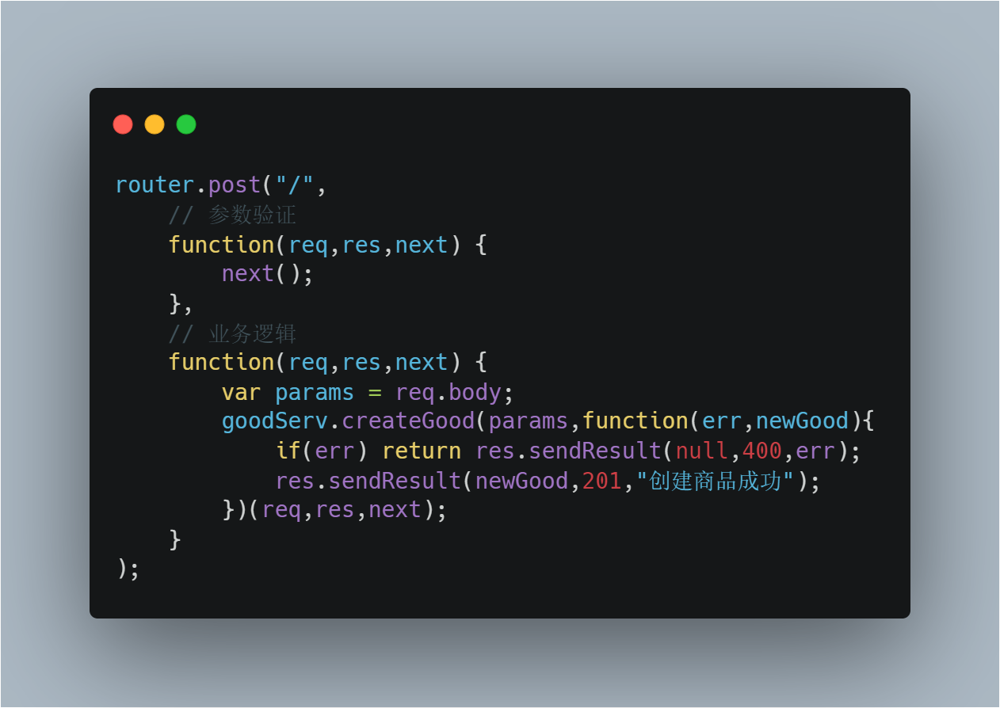 router.post("/",
    // 参数验证
    function(req,res,next) {
        next();
    },
    // 业务逻辑
    function(req,res,next) {
        var params = req.body;
        goodServ.createGood(params,function(err,newGood){
            if(err) return res.sendResult(null,400,err);
            res.sendResult(newGood,201,"创建商品成功");
        })(req,res,next);
    }
);